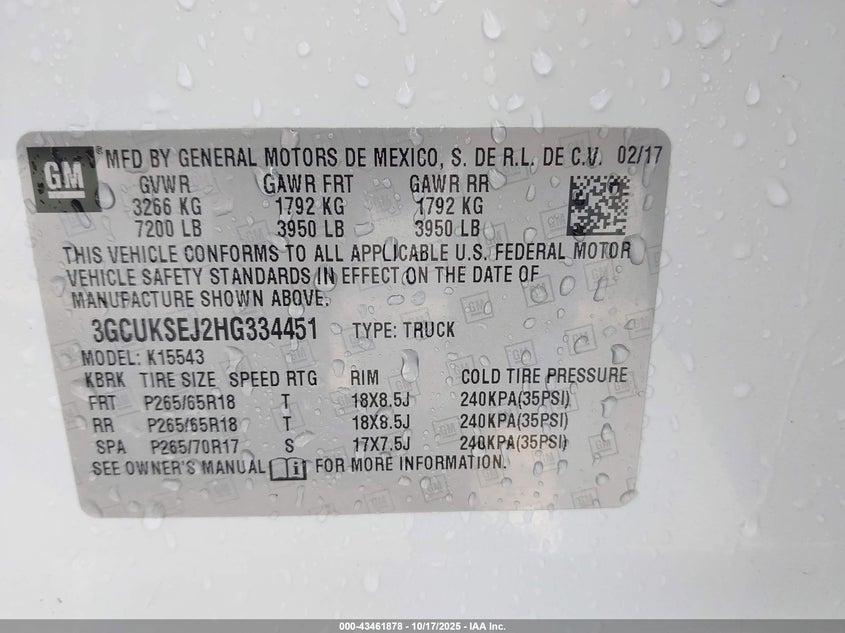 GM ® MFD BY GENERAL MOTORS DE MEXICO, S. DE R.L. DE C.V. 02/17
GVWR GAWR FRT GAWR RR
3266 KG 1792 KG 1792 KG
7200 LB 3950 LB 3950 LB
THIS VEHICLE CONFORMS TO ALL APPLICABLE U.S. FEDERAL MOTOR
VEHICLE SAFETY STANDARDS IN EFFECT ON THE DATE OF
MANUFACTURE SHOWN ABOVE.
3GCUKSEJ2HG334451 TYPE: TRUCK
MODEL: K15543
KBRK TIRE SIZE SPEED RTG RIM COLD TIRE PRESSURE
FRT P265/65R18 T 18X8.5J 240KPA(35PSI)
RR P265/65R18 T 18X8.5J 240KPA(35PSI)
SPA P265/70R17 S 17X7.5J 240KPA(35PSI)
SEE OWNER'S MANUAL i FOR MORE INFORMATION.
000-43461878 | 10/17/2025 - IAA Inc.